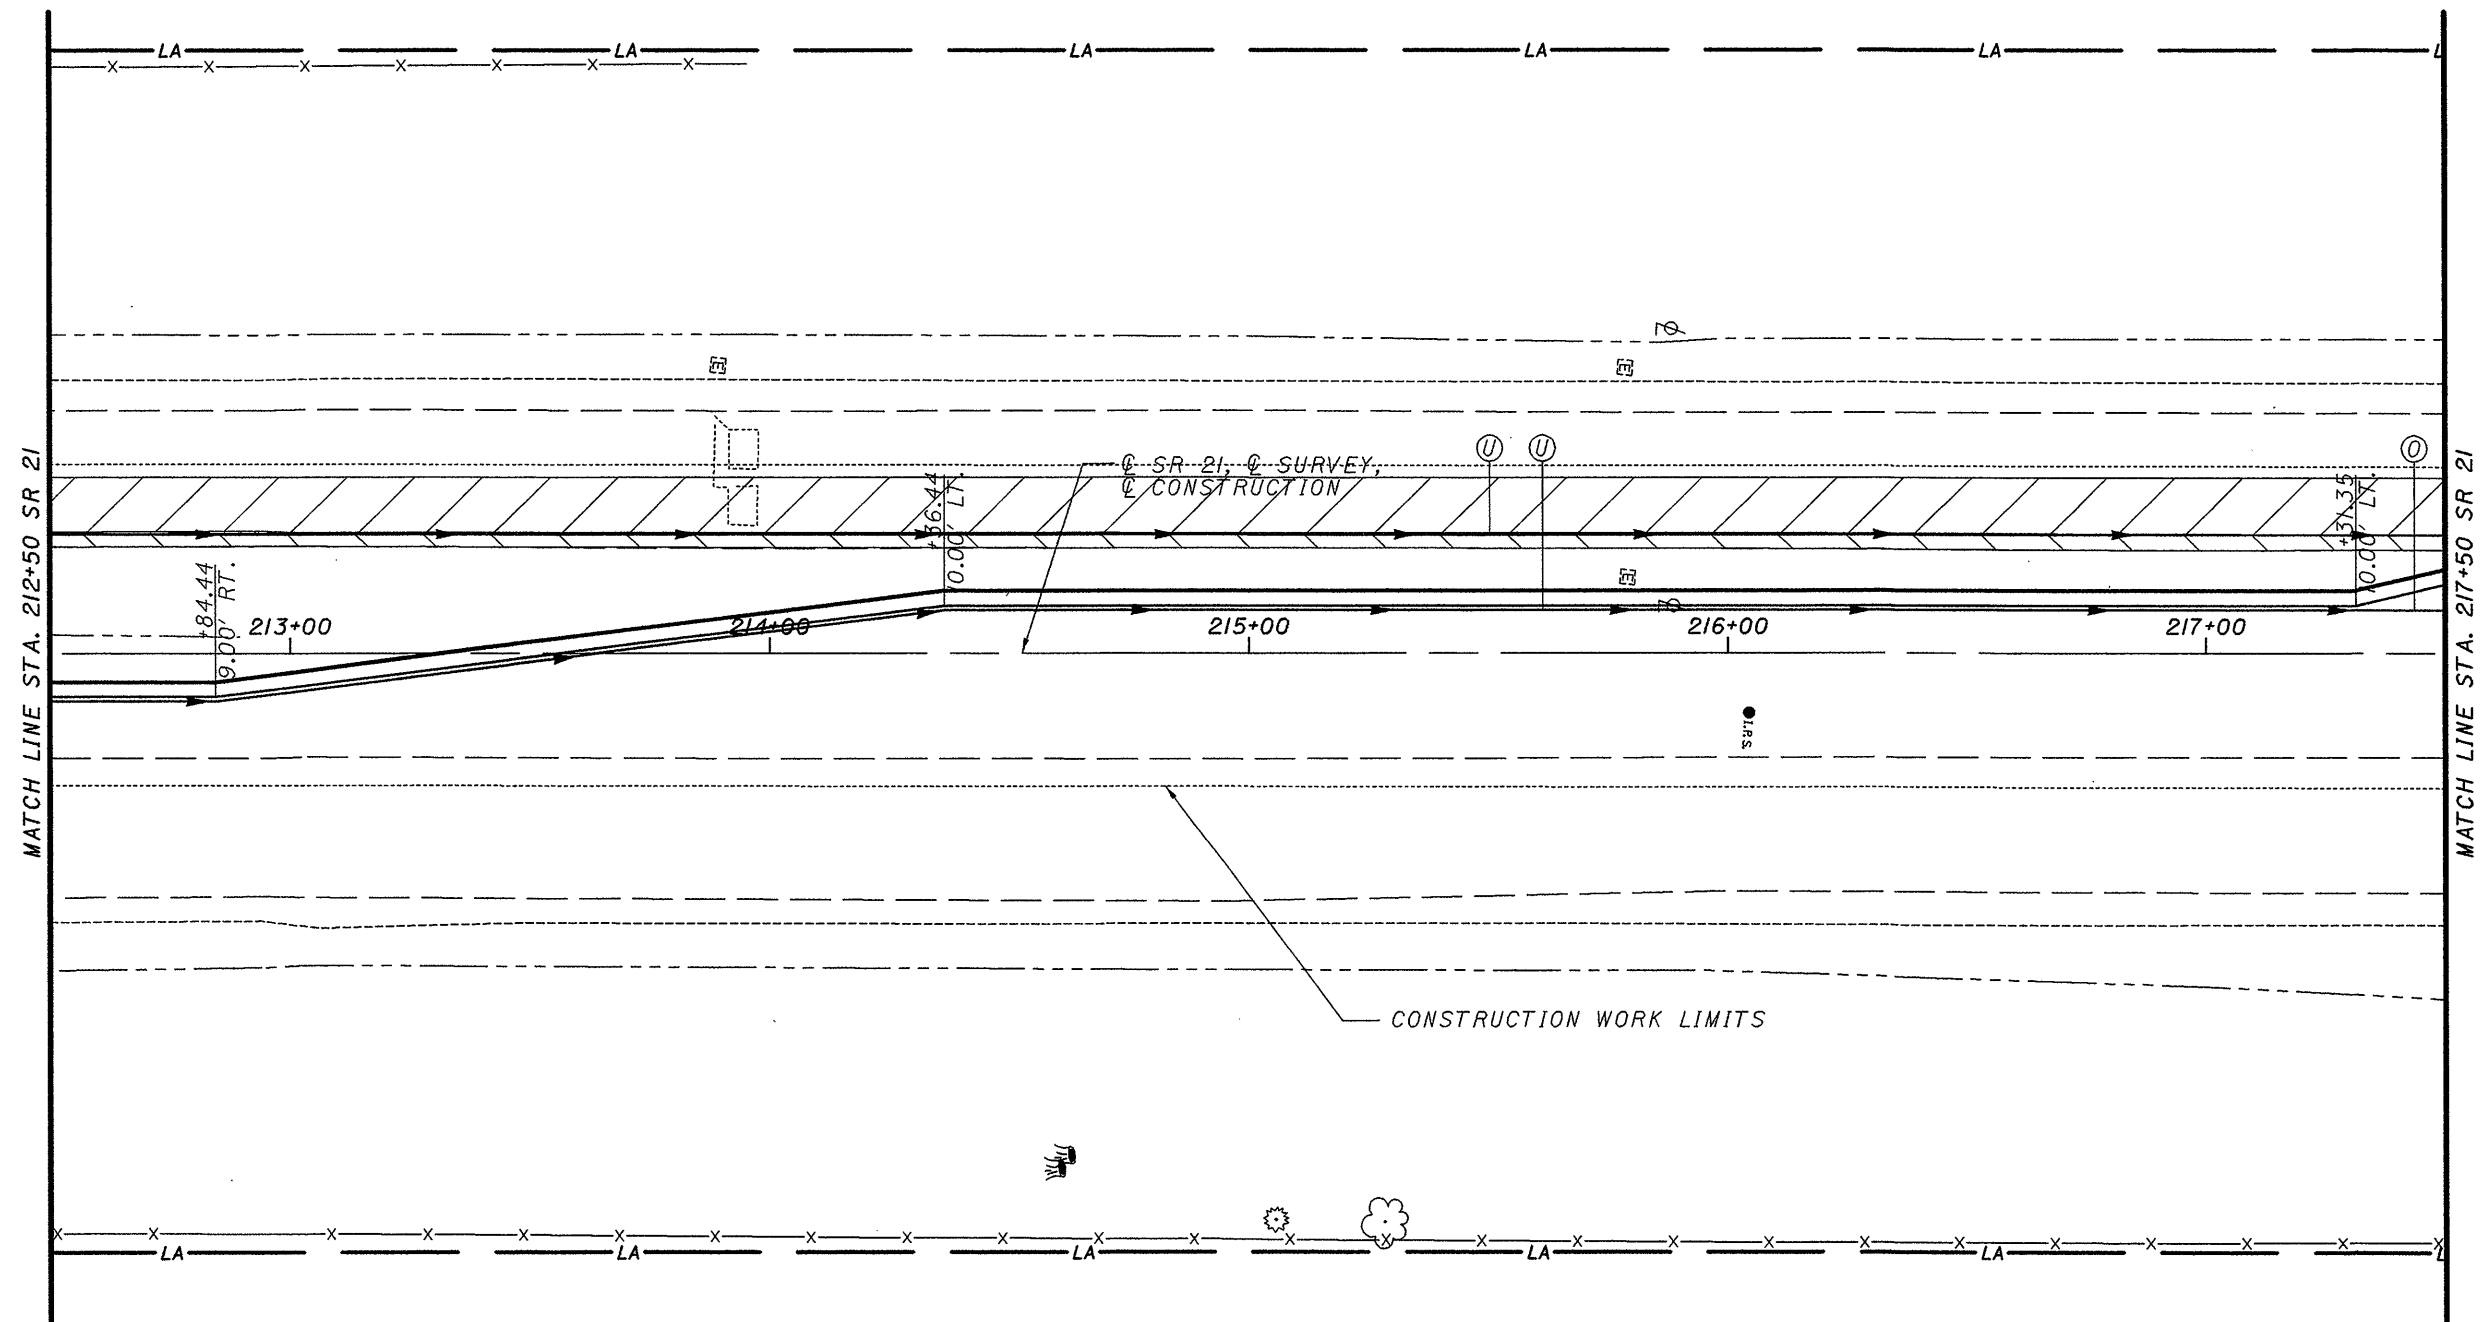 LA LA LA LA LA L
X X X X X X X
MATCH LINE STA. 212+50 SR 21
MATCH LINE STA. 217+50 SR 21
E E
U U O
℄ SR 21, ℄ SURVEY,
℄ CONSTRUCTION
+84.44
9.00' RT.
+36.44
10.00' LT.
+31.35
10.00' LT.
E
213+00 214+00 215+00 216+00 217+00
I.P.S.
CONSTRUCTION WORK LIMITS
X X X X X X X X X X X X X X X X X X X X X X X X X
LA LA LA LA LA L